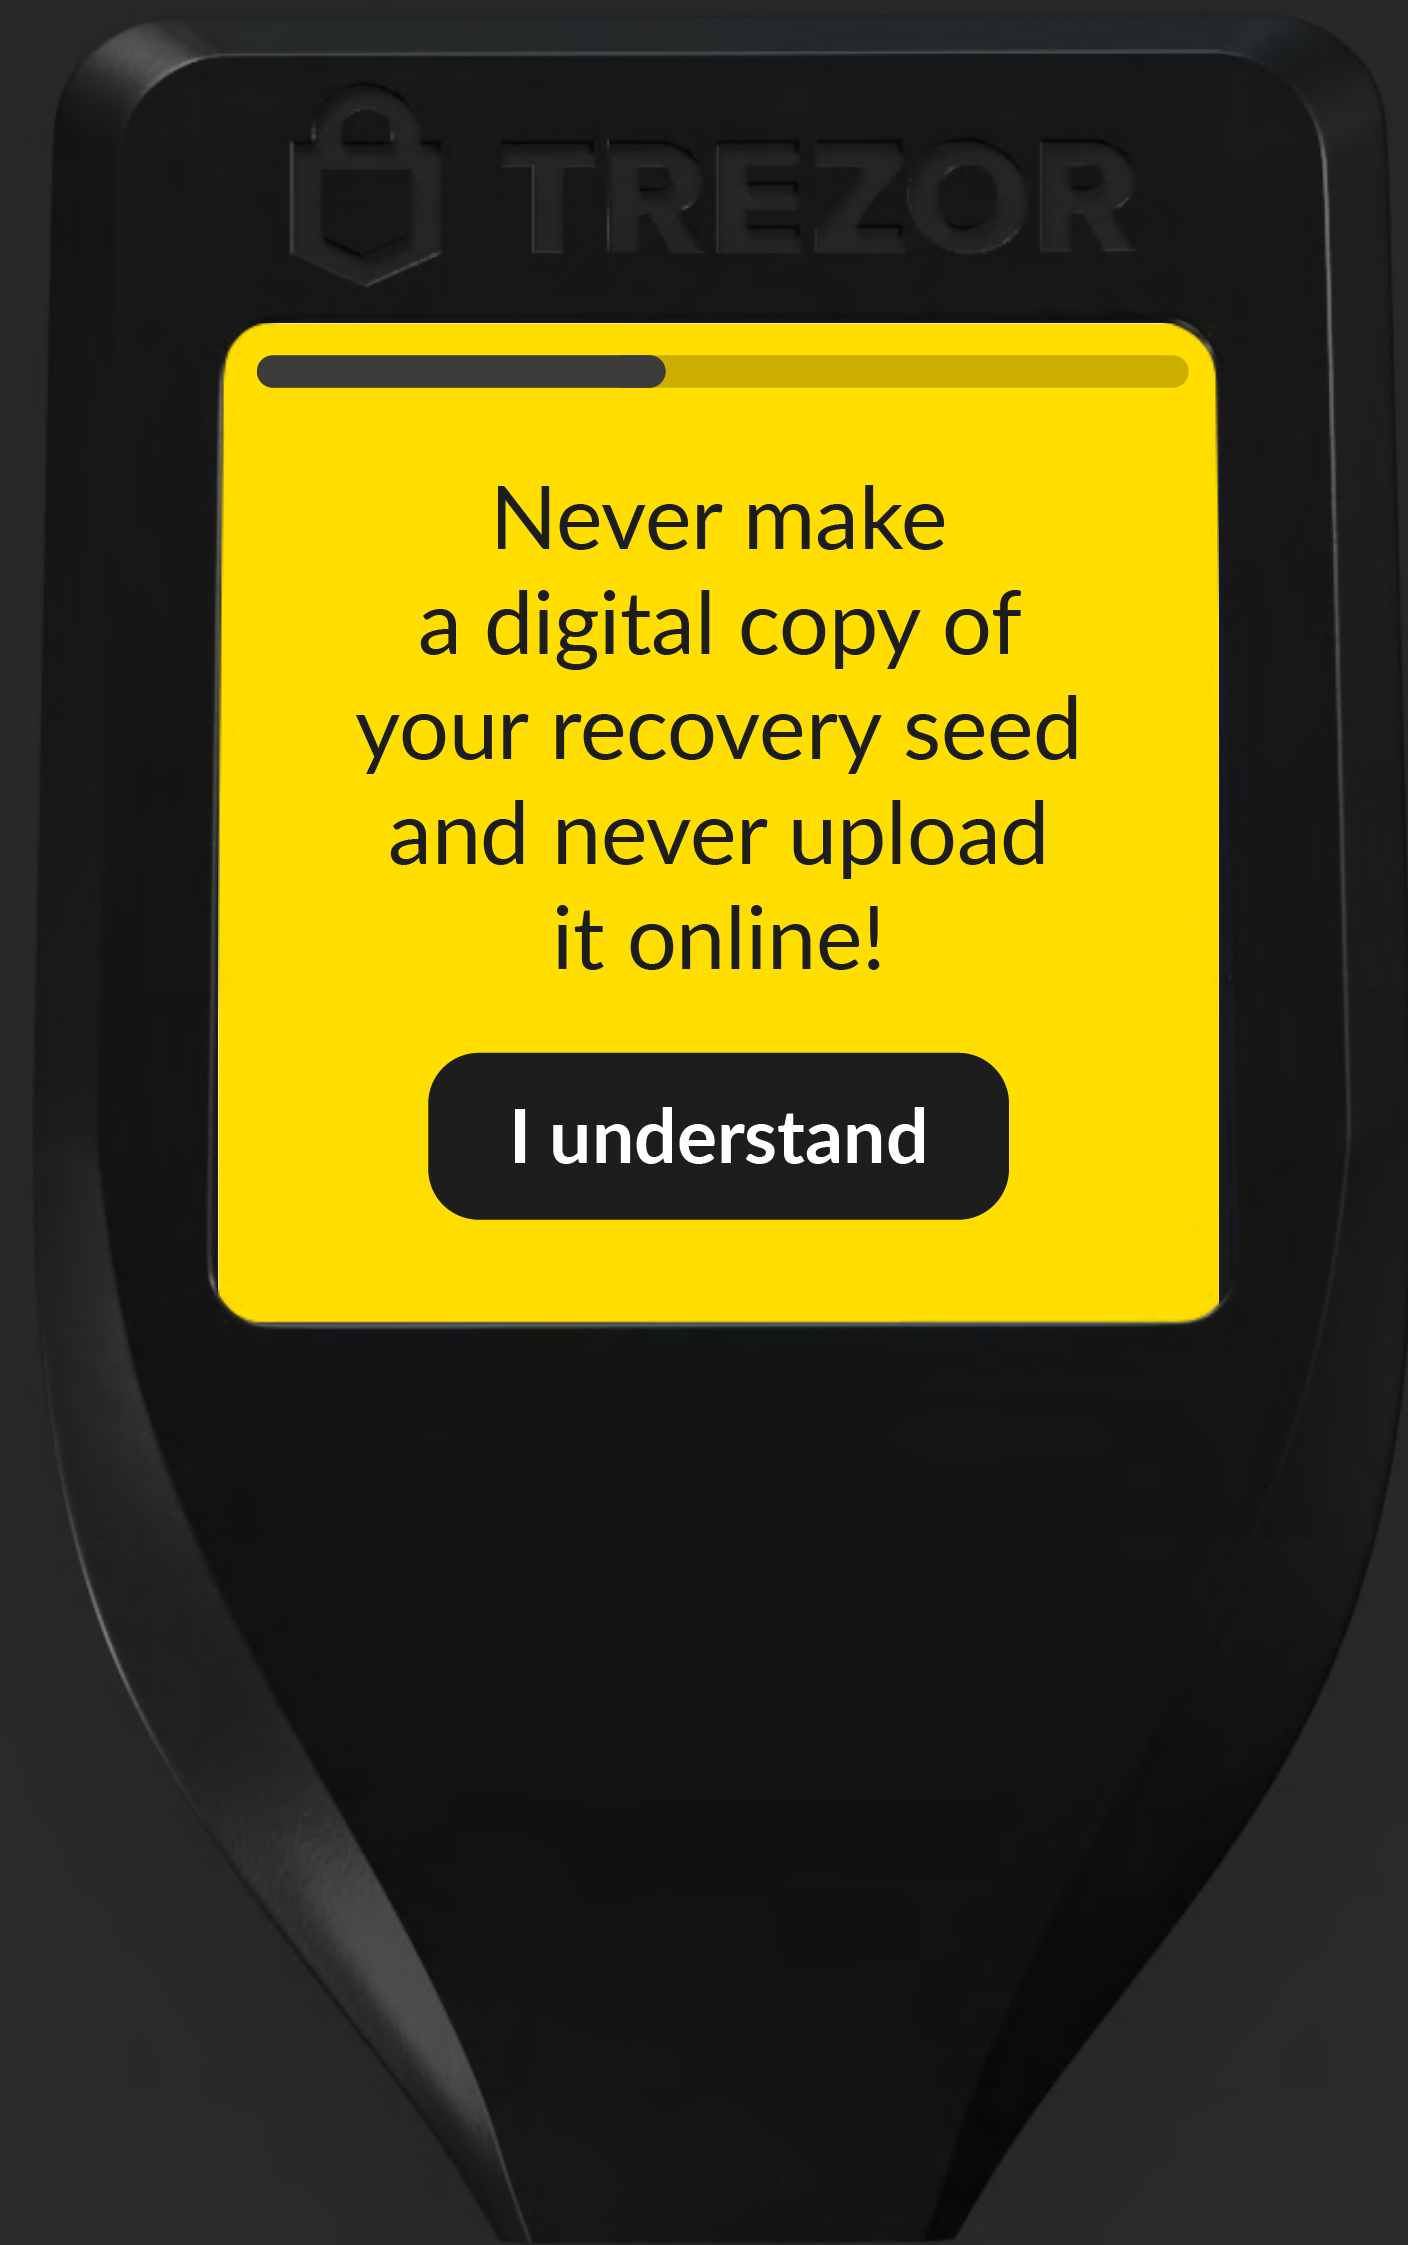 TREZOR
Never make
a digital copy of
your recovery seed
and never upload
it online!
I understand